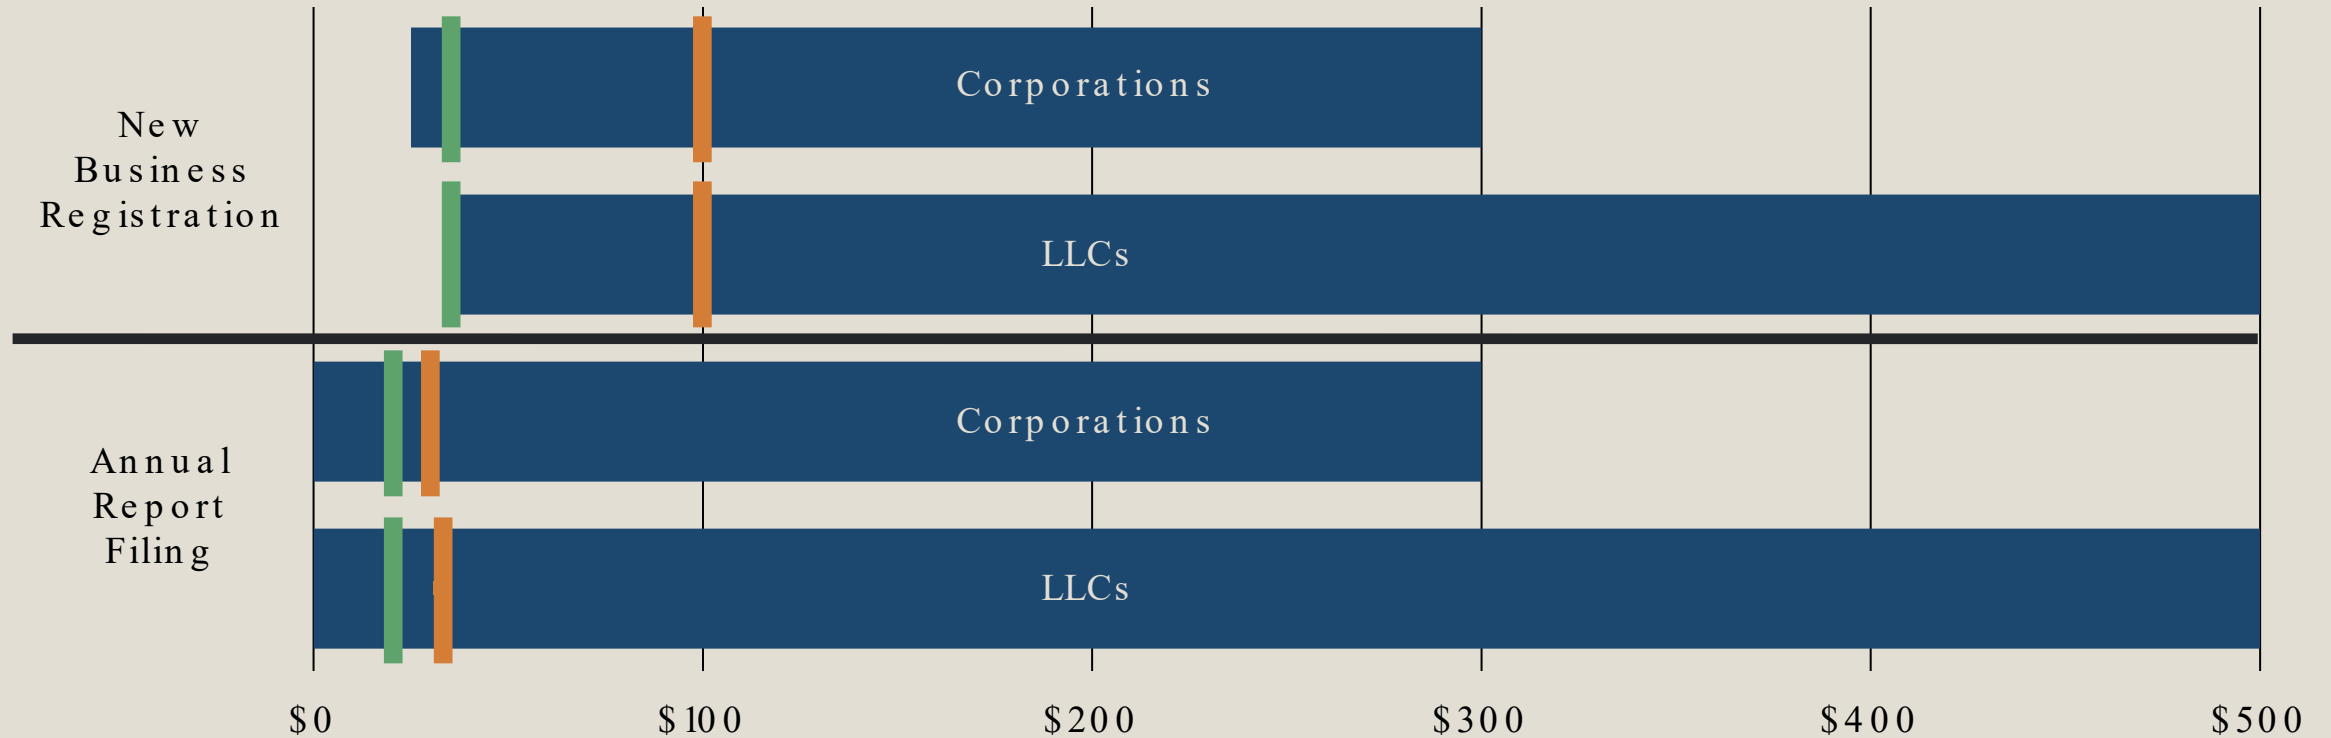 New
Business
Registration
Corporations
LLCs
Annual
Report
Filing
Corporations
LLCs
$0
$100
$200
$300
$400
$500